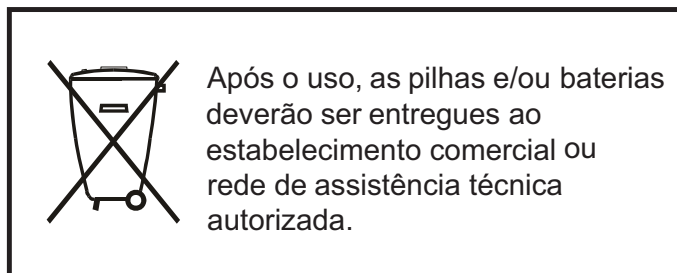 Após o uso, as pilhas e/ou baterias
deverão ser entregues ao
estabelecimento comercial ou
rede de assistência técnica
autorizada.